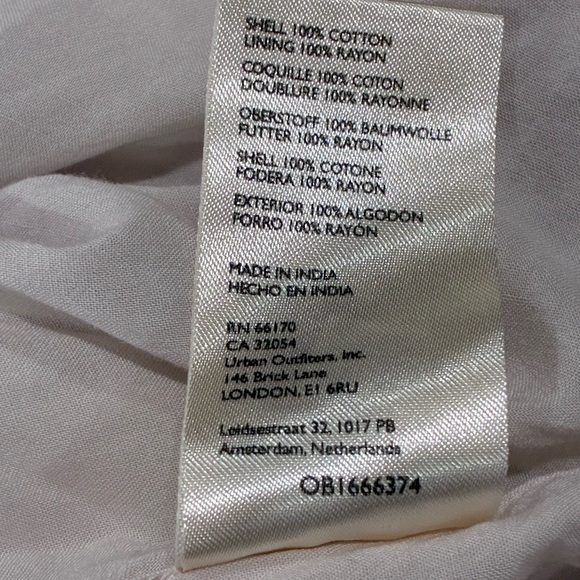 SHELL 100% COTTON
LINING 100% RAYON
COQUILLE 100% COTON
DOUBLURE 100% RAYONNE
OBERSTOFF 100% BAUMWOLLE
FUTTER 100% RAYON
SHELL 100% COTONE
FODERA 100% RAYON
EXTERIOR 100% ALGODON
FORRO 100% RAYÓN
MADE IN INDIA
HECHO EN INDIA
RN 66170
CA 32054
Urban Outfitters, Inc.
146 Brick Lane
LONDON, E1 6RU
Leidsestraat 32, 1017 PB
Amsterdam, Netherlands
OB1666374